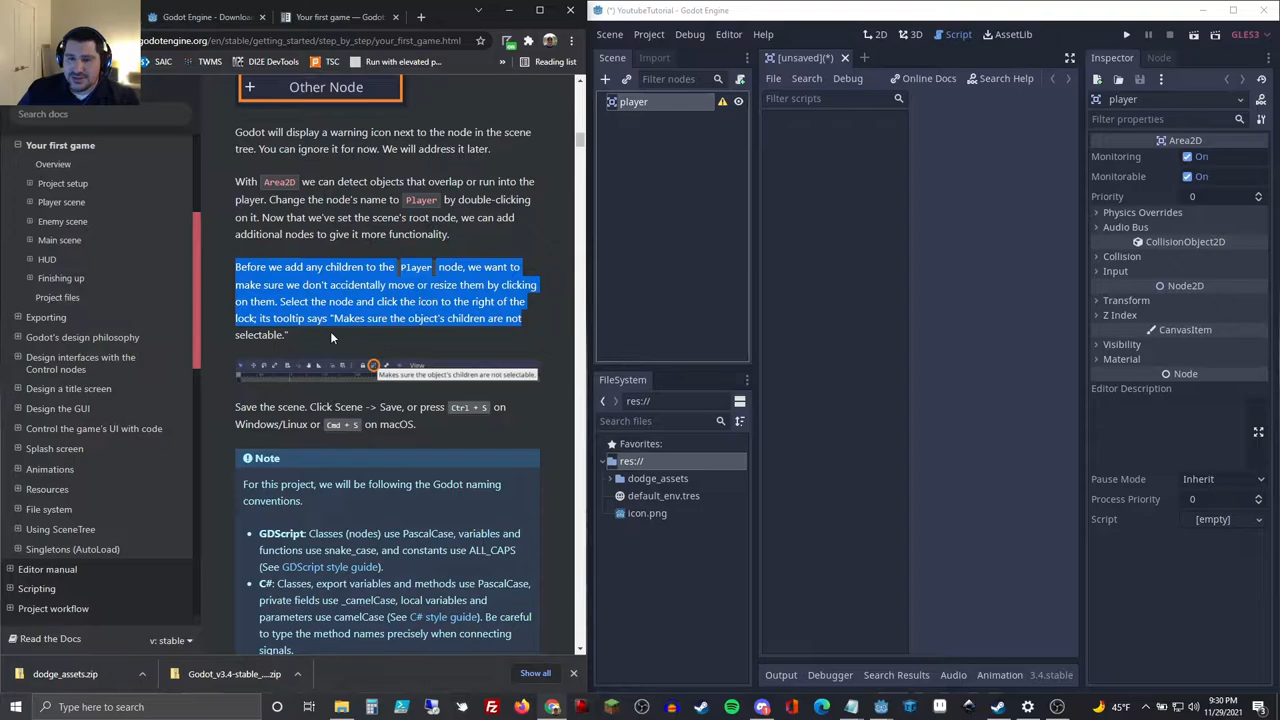 Godot Engine - Downloa
Your first game — Godot
godotengine.org/en/stable/getting_started/step_by_step/your_first_game.html
SAC
TWMS
DIZE
DIZE DevTools
PSC
TSC
Run with elevated p...
Reading list
Search docs
Your first game
Overview
Project setup
Player scene
Enemy scene
Main scene
HUD
Finishing up
Project files
Exporting
Godot's design philosophy
Design interfaces with the
Control nodes
Design a title screen
Design the GUI
Control the game's UI with code
Splash screen
Animations
Resources
File system
Using SceneTree
Singletons (AutoLoad)
Editor manual
Scripting
Project workflow
Read the Docs
v: stable
Other Node
Godot will display a warning icon next to the node in the scene
tree. You can ignore it for now. We will address it later.
With Area2D we can detect objects that overlap or run into the
player. Change the node's name to Player by double-clicking
on it. Now that we've set the scene's root node, we can add
additional nodes to give it more functionality.
Before we add any children to the Player node, we want to
make sure we don't accidentally move or resize them by clicking
on them. Select the node and click the icon to the right of the
lock; its tooltip says "Makes sure the object's children are not
selectable."
View
Makes sure the object's children are not selectable.
Save the scene. Click Scene -> Save, or press Ctrl + S on
Windows/Linux or Cmd + S on macOS.
Note
For this project, we will be following the Godot naming
conventions.
GDScript: Classes (nodes) use PascalCase, variables and
functions use snake_case, and constants use ALL_CAPS
(See GDScript style guide).
C#: Classes, export variables and methods use PascalCase,
private fields use _camelCase, local variables and
parameters use camelCase (See C# style guide). Be careful
to type the method names precisely when connecting
signals.
dodge_assets.zip
Godot_v3.4-stable_....zip
Show all
(*) YoutubeTutorial - Godot Engine
Scene
Project
Debug
Editor
Help
2D
3D
Script
AssetLib
GLES3
Scene
Import
Filter nodes
player
FileSystem
res://
Search files
Favorites:
res://
dodge_assets
default_env.tres
icon.png
[unsaved](*)
File
Search
Debug
Online Docs
Search Help
Filter scripts
Output
Debugger
Search Results
Audio
Animation
3.4.stable
Inspector
Node
player
Filter properties
Area2D
Monitoring
On
Monitorable
On
Priority
0
Physics Overrides
Audio Bus
CollisionObject2D
Collision
Input
Node2D
Transform
Z Index
CanvasItem
Visibility
Material
Node
Editor Description
Pause Mode
Inherit
Process Priority
0
Script
[empty]
Type here to search
45°F
9:30 PM
11/29/2021